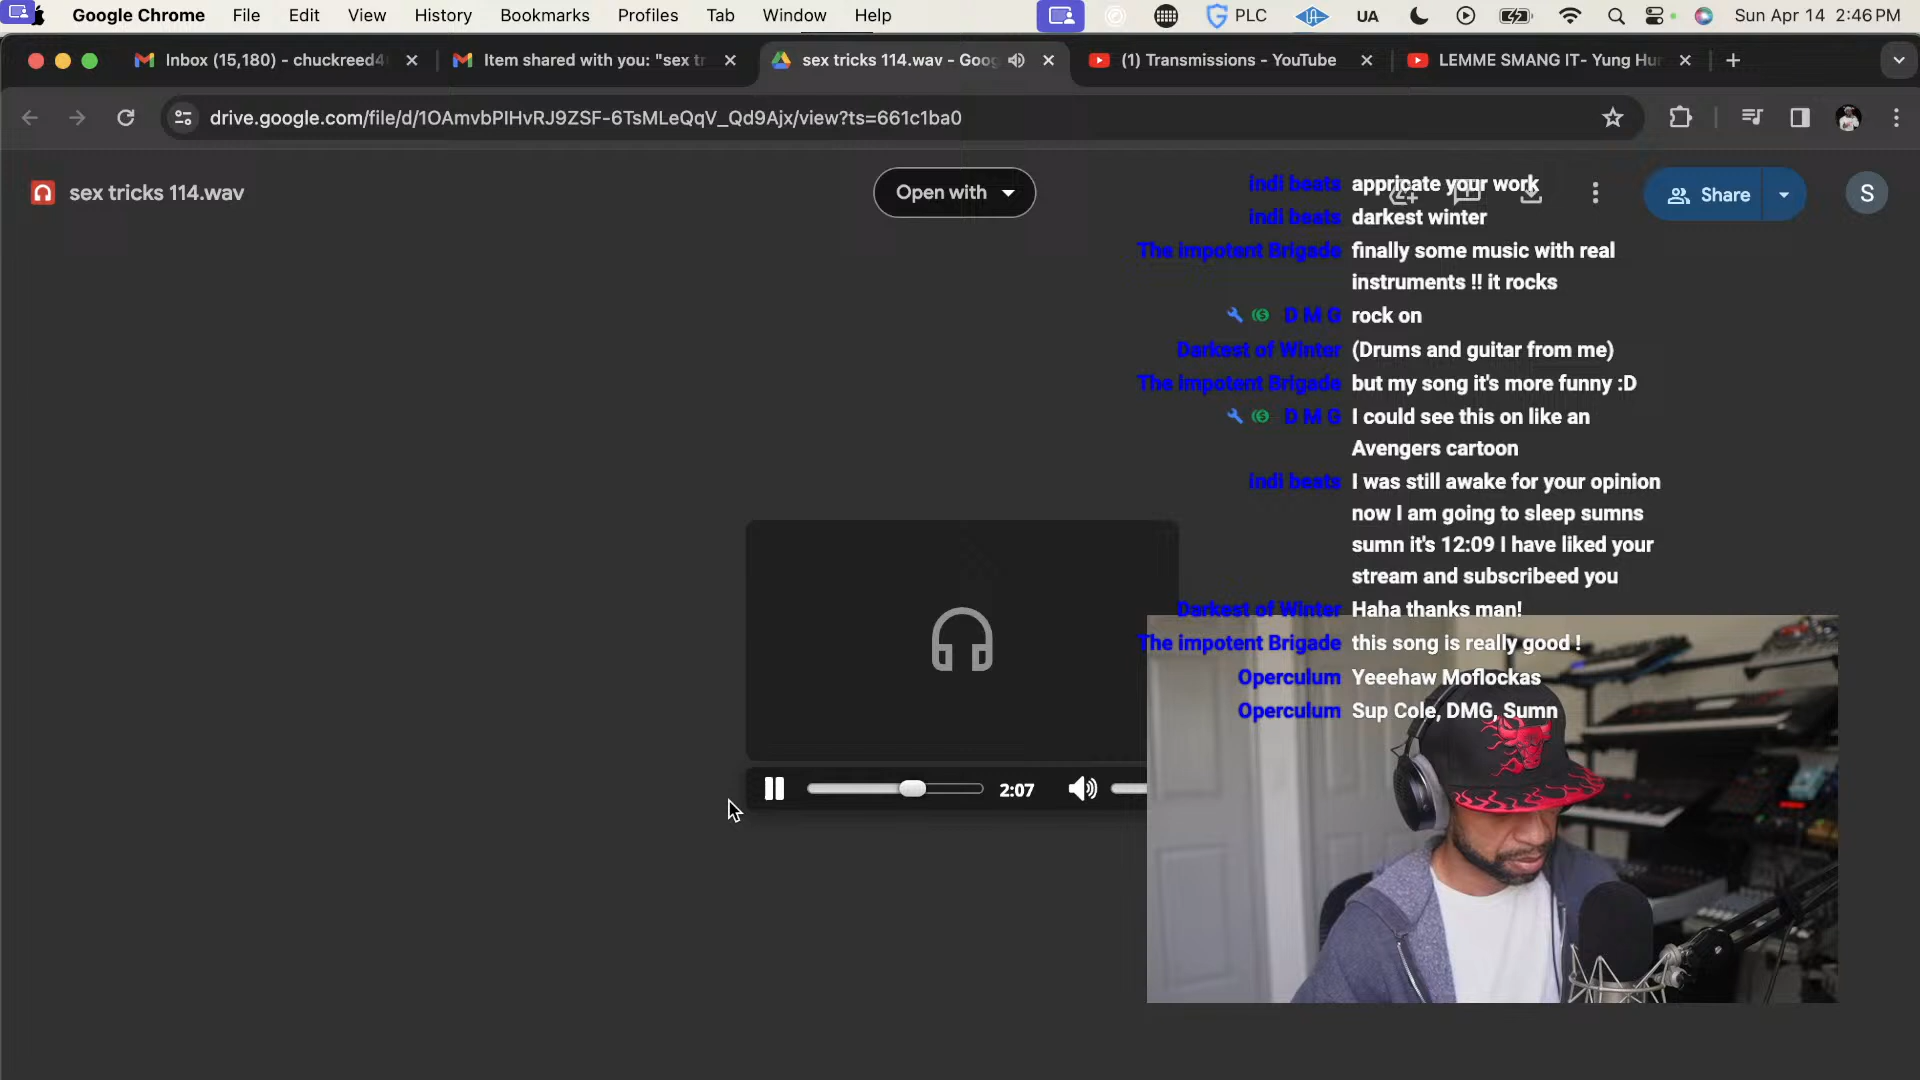 Google Chrome File Edit View History Bookmarks Profiles Tab Window Help PLC UA Sun Apr 14 2:46 PM
Inbox (15,180) - chuckreed4 Item shared with you: "sex tr sex tricks 114.wav - Goog (1) Transmissions - YouTube LEMME SMANG IT- Yung Hur
drive.google.com/file/d/1OAmvbPIHvRJ9ZSF-6TsMLeQqV_Qd9Ajx/view?ts=661c1ba0
sex tricks 114.wav Open with Share S
indi beats appricate your work
indi beats darkest winter
The impotent Brigade finally some music with real
instruments !! it rocks
D M G rock on
Darkest of Winter (Drums and guitar from me)
The impotent Brigade but my song it's more funny :D
D M G I could see this on like an
Avengers cartoon
indi beats I was still awake for your opinion
now I am going to sleep sumns
sumn it's 12:09 I have liked your
stream and subscribeed you
Darkest of Winter Haha thanks man!
The impotent Brigade this song is really good !
Operculum Yeeehaw Moflockas
Operculum Sup Cole, DMG, Sumn
2:07